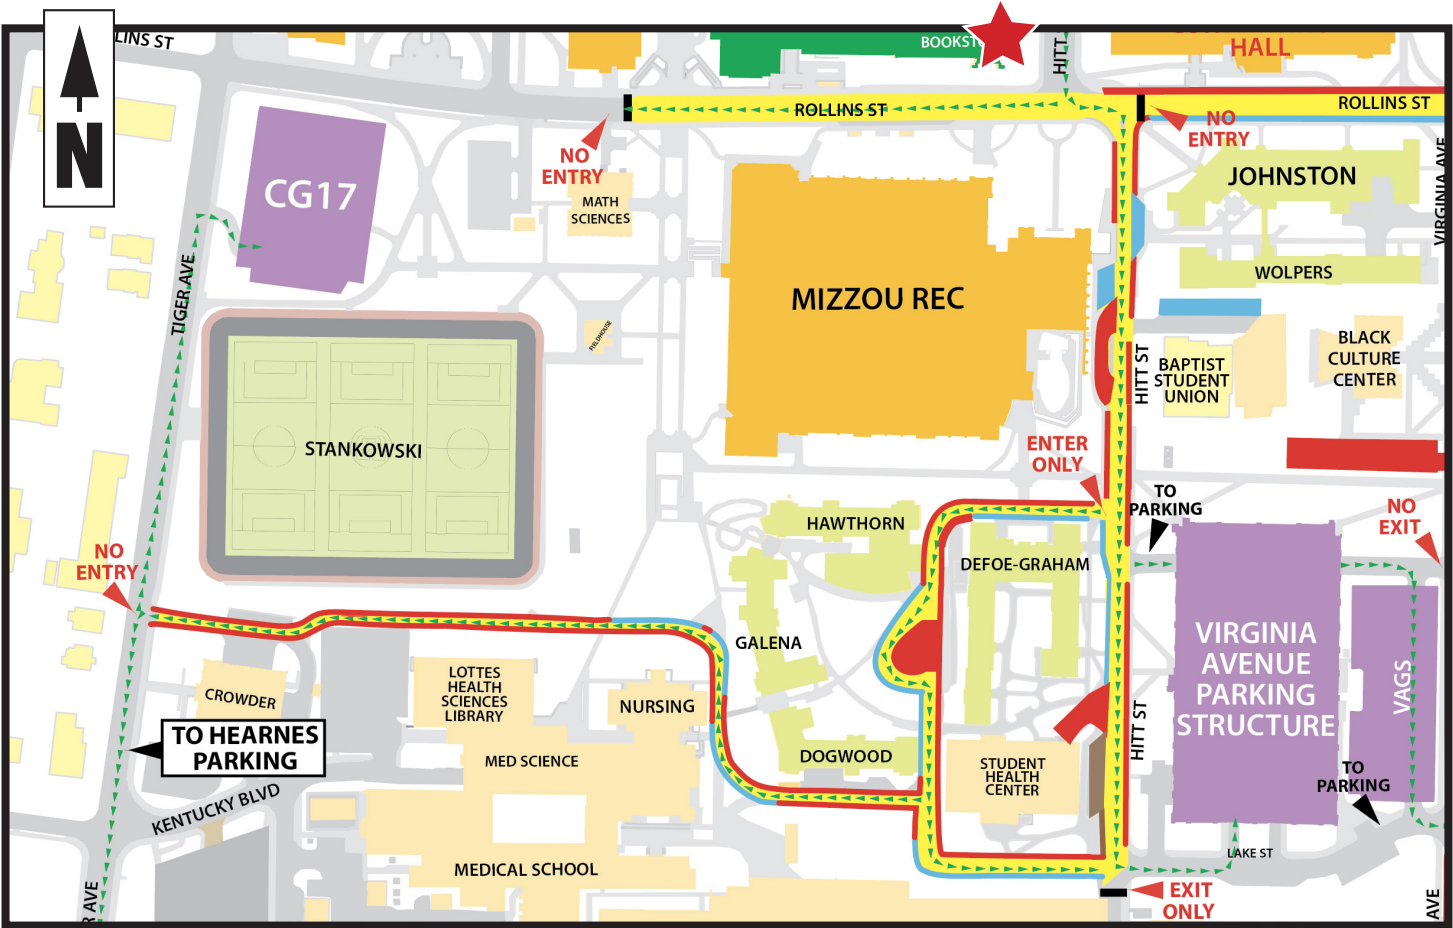 N
LINS ST
BOOKST
HITT
HALL
ROLLINS ST
ROLLINS ST
NO
ENTRY
NO
ENTRY
CG17
MATH
SCIENCES
JOHNSTON
VIRGINIA AVE
WOLPERS
TIGER AVE
MIZZOU REC
FIELDHOUSE
HITT ST
BAPTIST
STUDENT
UNION
BLACK
CULTURE
CENTER
STANKOWSKI
ENTER
ONLY
TO
PARKING
NO
EXIT
HAWTHORN
DEFOE-GRAHAM
NO
ENTRY
GALENA
VIRGINIA
AVENUE
PARKING
STRUCTURE
VAGS
CROWDER
LOTTES
HEALTH
SCIENCES
LIBRARY
NURSING
HITT ST
TO HEARNES
PARKING
MED SCIENCE
DOGWOOD
STUDENT
HEALTH
CENTER
TO
PARKING
KENTUCKY BLVD
MEDICAL SCHOOL
LAKE ST
R AVE
EXIT
ONLY
AVE